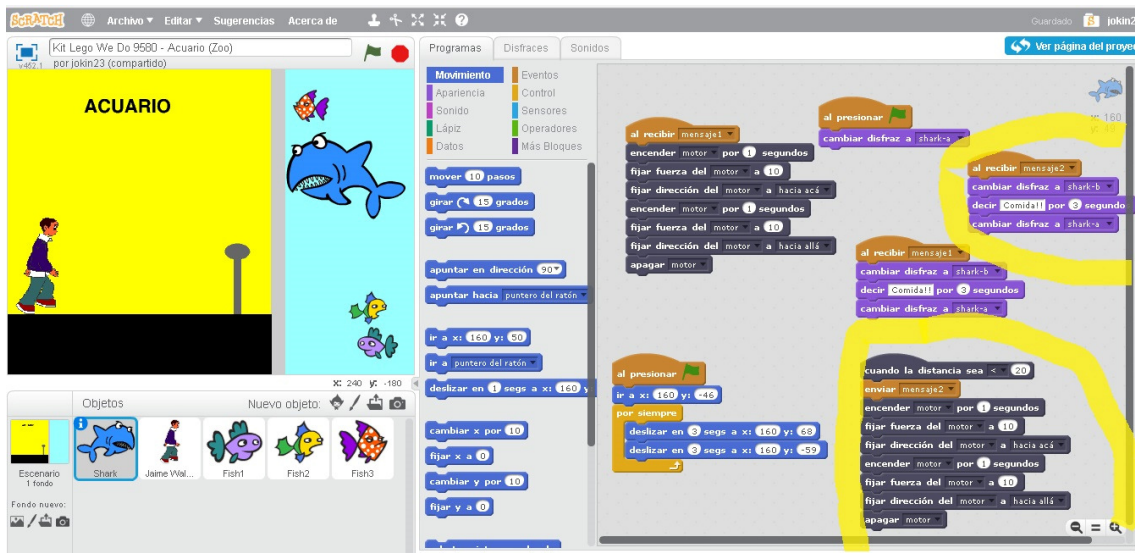 SCRATCH Archivo Editar Sugerencias Acerca de
Guardado jokin2
Kit Lego We Do 9580 - Acuario (Zoo)
por jokin23 (compartido)
v462.1
ACUARIO
X: 240 y: -180
Objetos
Nuevo objeto:
Escenario
1 fondo
Fondo nuevo:
Shark
Jaime Wal...
Fish1
Fish2
Fish3
Programas Disfraces Sonidos
Ver página del proye
Movimiento Eventos
Apariencia Control
Sonido Sensores
Lápiz Operadores
Datos Más Bloques
mover 10 pasos
girar 15 grados
girar 15 grados
apuntar en dirección 90
apuntar hacia puntero del ratón
ir a x: 160 y: 50
ir a puntero del ratón
deslizar en 1 segs a x: 160 y
cambiar x por 10
fijar x a 0
cambiar y por 10
fijar y a 0
al recibir mensaje1
encender motor por 1 segundos
fijar fuerza del motor a 10
fijar dirección del motor a hacia acá
encender motor por 1 segundos
fijar fuerza del motor a 10
fijar dirección del motor a hacia allá
apagar motor
al presionar
cambiar disfraz a shark-a
x: 160
al recibir mensaje2
cambiar disfraz a shark-b
decir Comida!! por 3 segundo
cambiar disfraz a shark-a
al recibir mensaje1
cambiar disfraz a shark-b
decir Comida!! por 3 segundos
cambiar disfraz a shark-a
al presionar
ir a x: 160 y: -46
por siempre
deslizar en 3 segs a x: 160 y: 68
deslizar en 3 segs a x: 160 y: -59
cuando la distancia sea < 20
enviar mensaje2
encender motor por 1 segundos
fijar fuerza del motor a 10
fijar dirección del motor a hacia acá
encender motor por 1 segundos
fijar fuerza del motor a 10
fijar dirección del motor a hacia allá
apagar motor